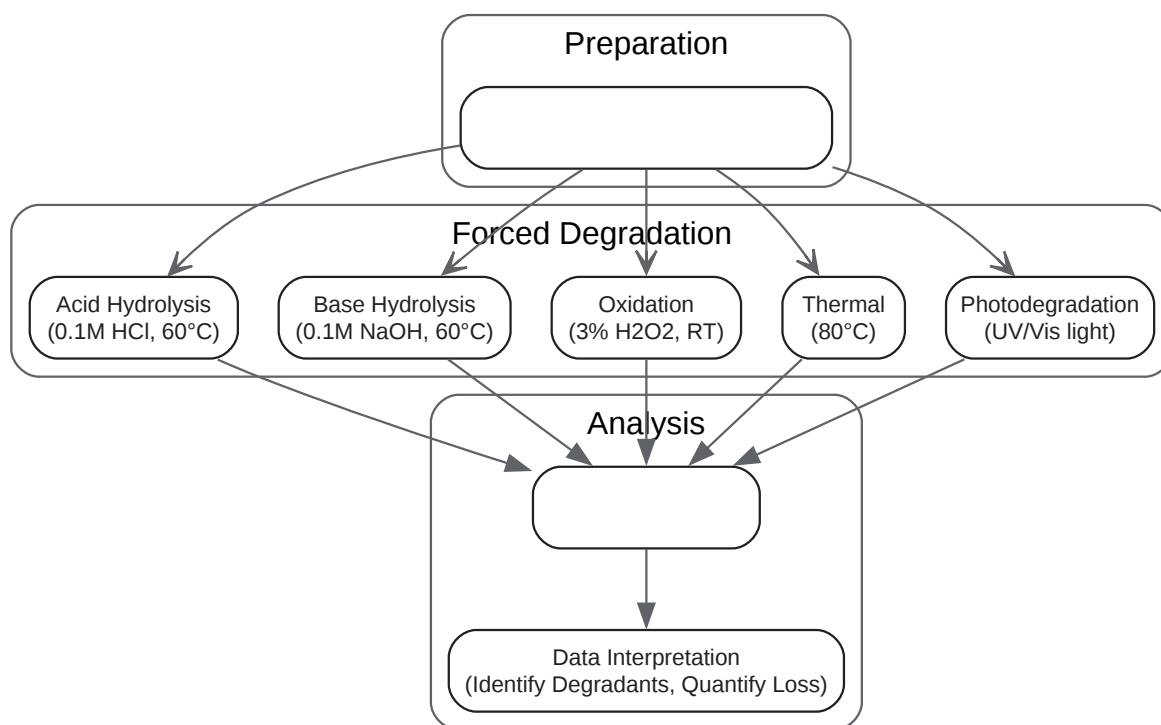 Preparation
Forced Degradation
Acid Hydrolysis
(0.1M HCl, 60°C)
Base Hydrolysis
(0.1M NaOH, 60°C)
Oxidation
(3% H2O2, RT)
Thermal
(80°C)
Photodegradation
(UV/Vis light)
Analysis
Data Interpretation
(Identify Degradants, Quantify Loss)